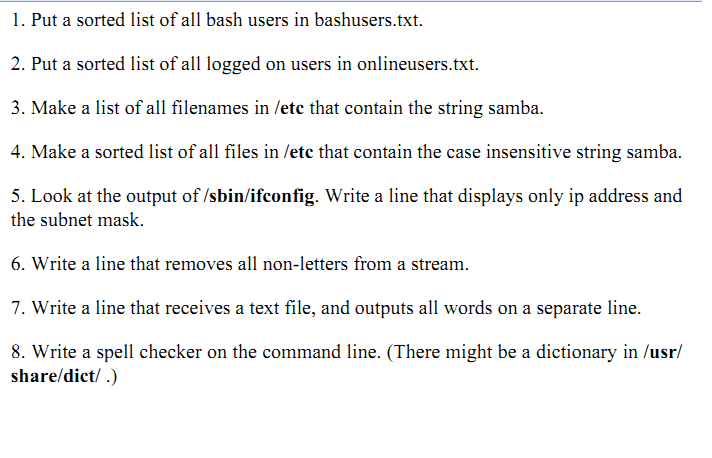 1. Put a sorted list of all bash users in bashusers.txt.
2. Put a sorted list of all logged on users in onlineusers.txt.
3. Make a list of all filenames in /etc that contain the string samba.
4. Make a sorted list of all files in /etc that contain the case insensitive string samba.
5. Look at the output of /sbin/ifconfig. Write a line that displays only ip address and
the subnet mask.
6. Write a line that removes all non-letters from a stream.
7. Write a line that receives a text file, and outputs all words on a separate line.
8. Write a spell checker on the command line. (There might be a dictionary in /usr/
share/dict/ .)